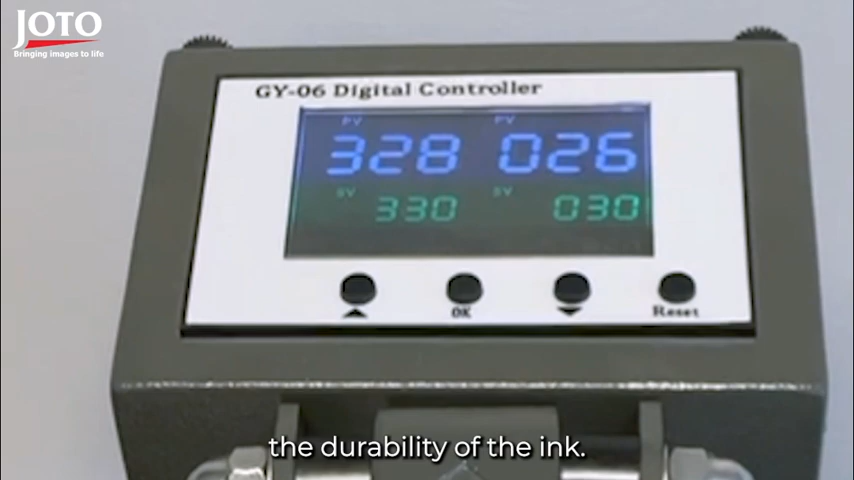 JOTO
Bringing images to life
GY-06 Digital Controller
PV PV
328 026
SV SV
330 030
OK Reset
the durability of the ink.